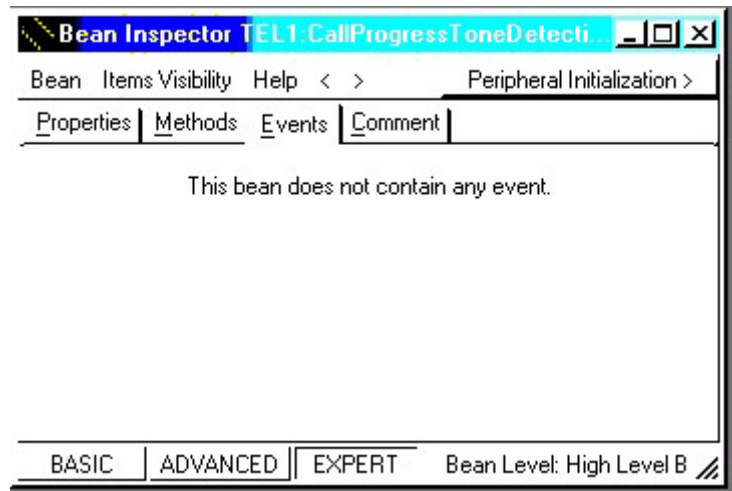 Bean Inspector TEL1:CallProgressToneDetecti...
Bean Items Visibility Help < > Peripheral Initialization >
Properties Methods Events Comment
This bean does not contain any event.
BASIC ADVANCED EXPERT Bean Level: High Level B